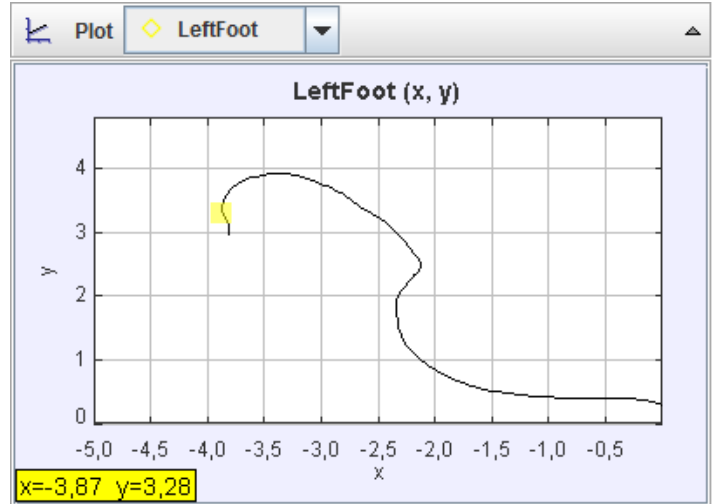 Plot LeftFoot
LeftFoot (x, y)
4
3
y
2
1
0
-5,0 -4,5 -4,0 -3,5 -3,0 -2,5 -2,0 -1,5 -1,0 -0,5
x
x=-3,87 y=3,28